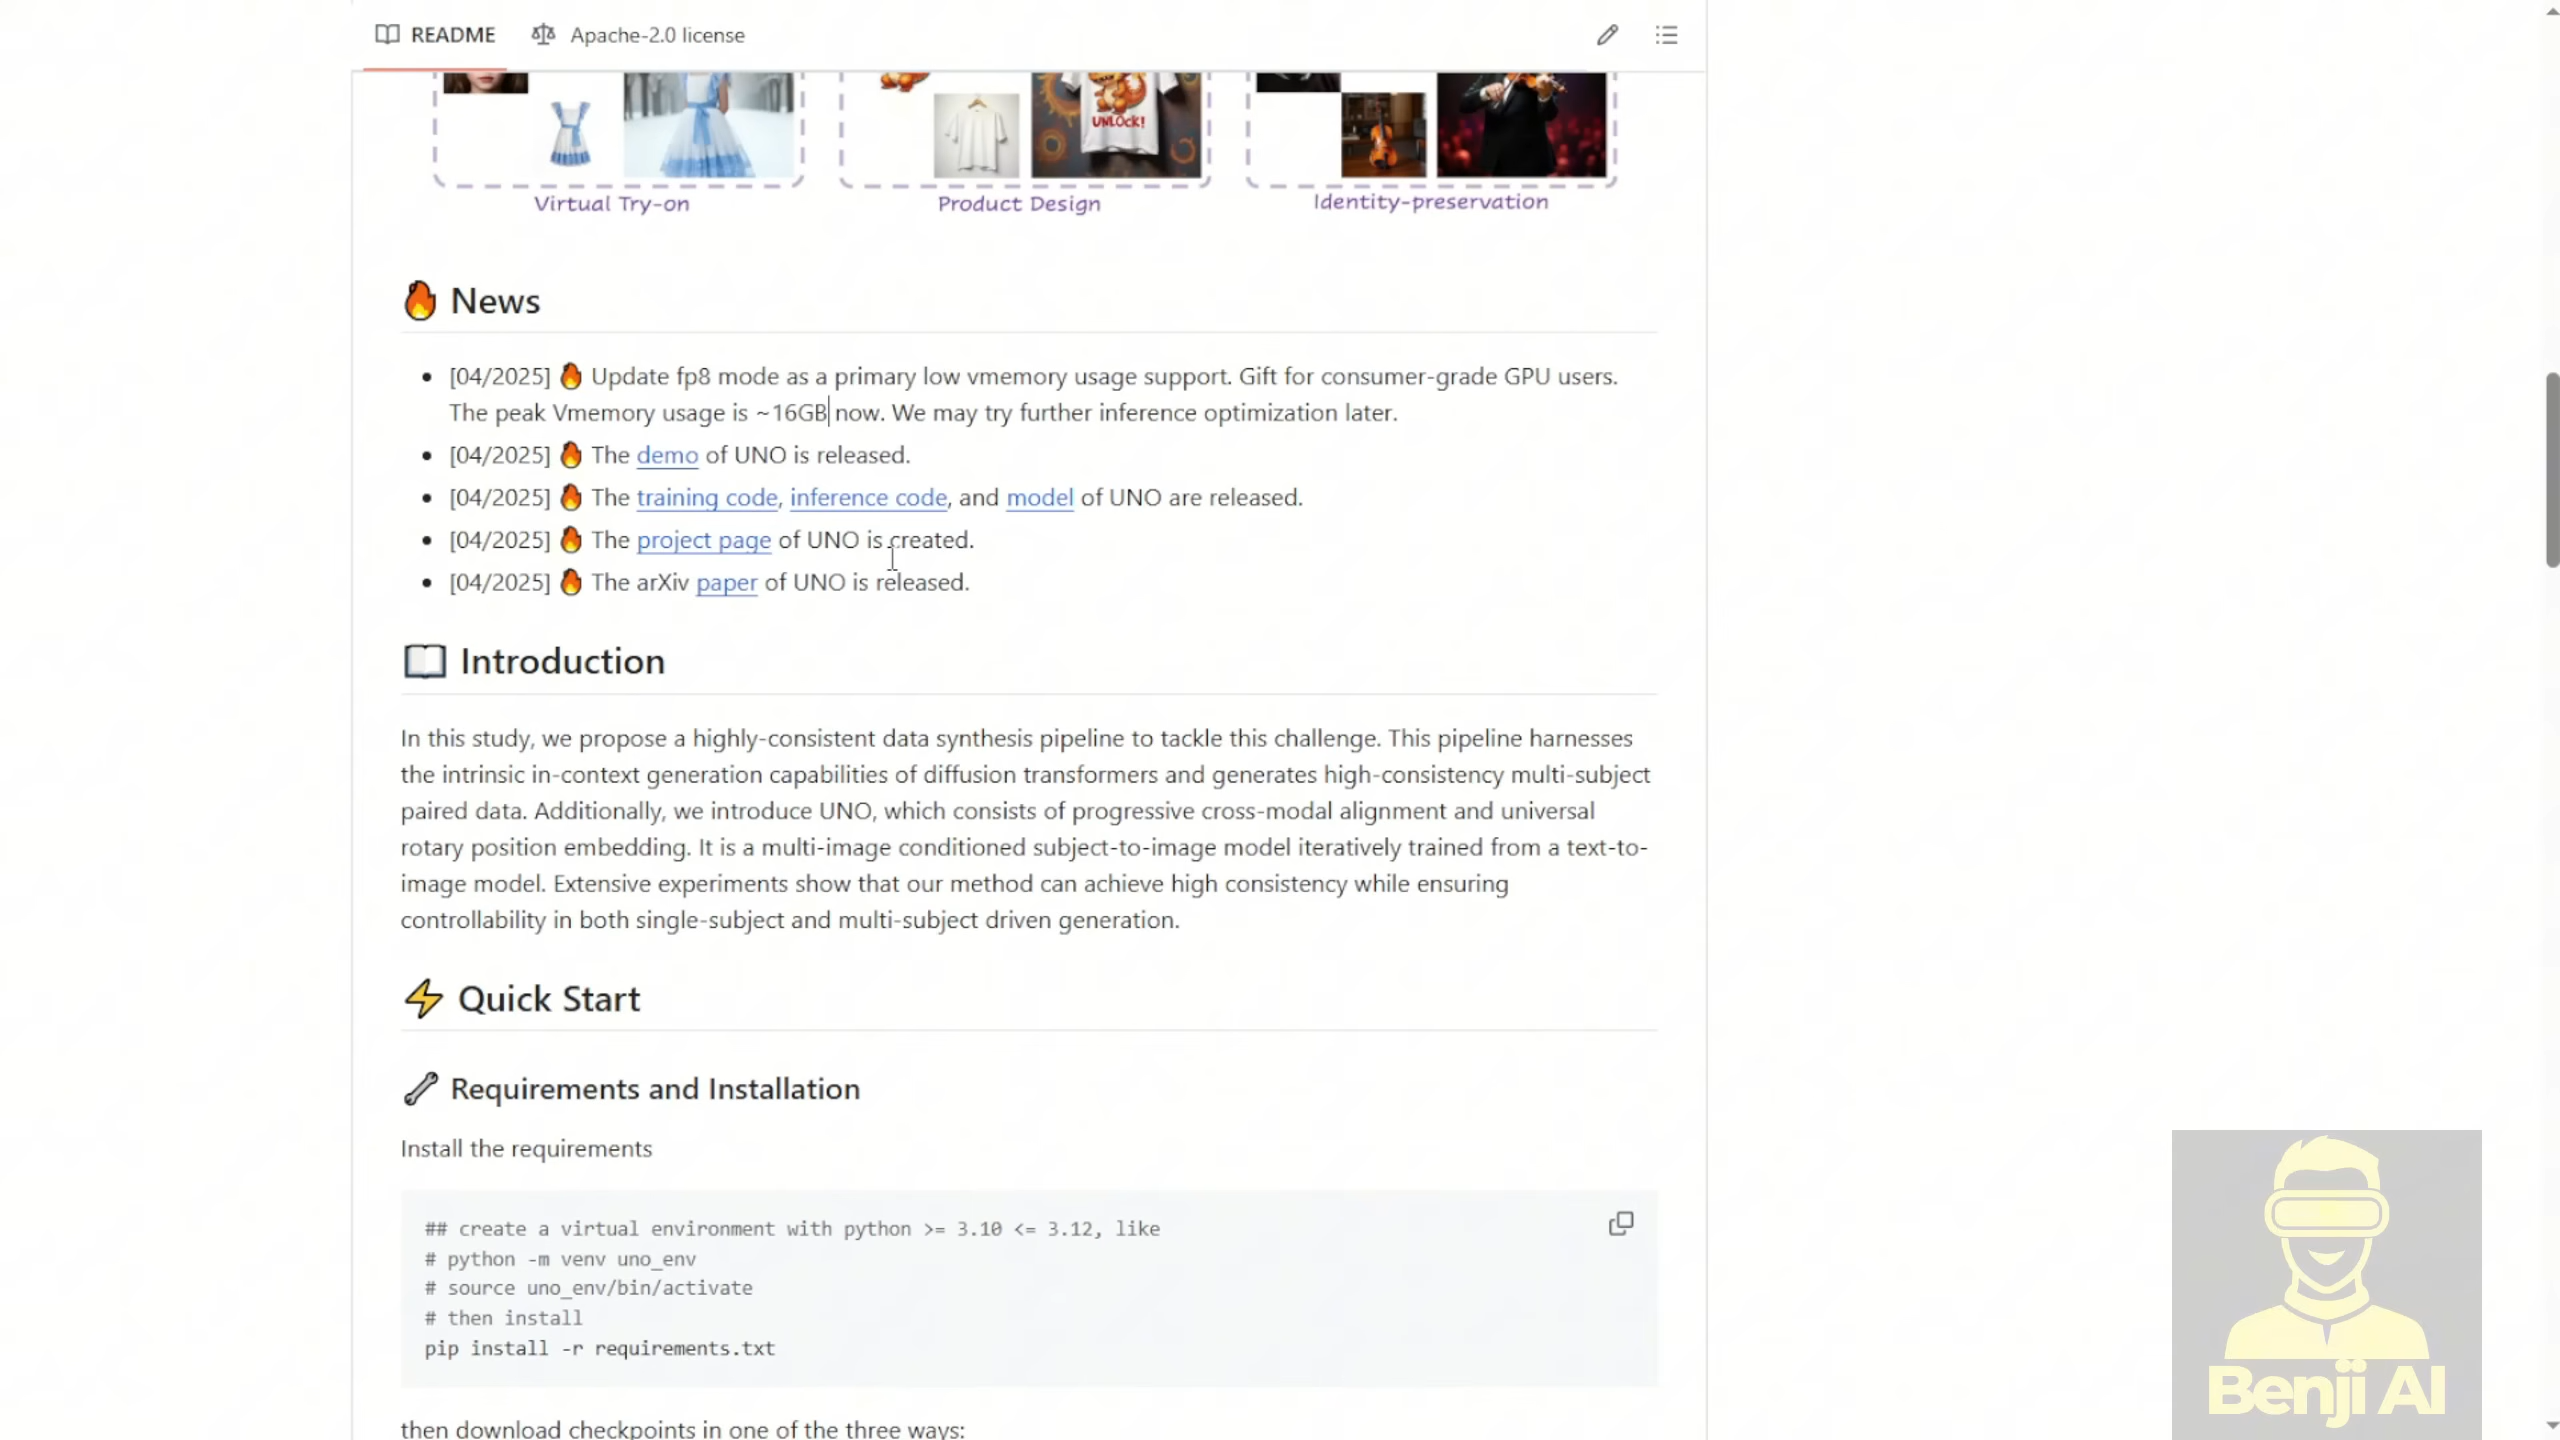 README Apache-2.0 license
UNLOCK!
Virtual Try-on Product Design Identity-preservation
News
[04/2025] 🔥 Update fp8 mode as a primary low vmemory usage support. Gift for consumer-grade GPU users.
The peak Vmemory usage is ~16GB now. We may try further inference optimization later.
[04/2025] 🔥 The demo of UNO is released.
[04/2025] 🔥 The training code, inference code, and model of UNO are released.
[04/2025] 🔥 The project page of UNO is created.
[04/2025] 🔥 The arXiv paper of UNO is released.
Introduction
In this study, we propose a highly-consistent data synthesis pipeline to tackle this challenge. This pipeline harnesses
the intrinsic in-context generation capabilities of diffusion transformers and generates high-consistency multi-subject
paired data. Additionally, we introduce UNO, which consists of progressive cross-modal alignment and universal
rotary position embedding. It is a multi-image conditioned subject-to-image model iteratively trained from a text-to-
image model. Extensive experiments show that our method can achieve high consistency while ensuring
controllability in both single-subject and multi-subject driven generation.
Quick Start
Requirements and Installation
Install the requirements
## create a virtual environment with python >= 3.10 <= 3.12, like
# python -m venv uno_env
# source uno_env/bin/activate
# then install
pip install -r requirements.txt
then download checkpoints in one of the three ways:
Benji AI